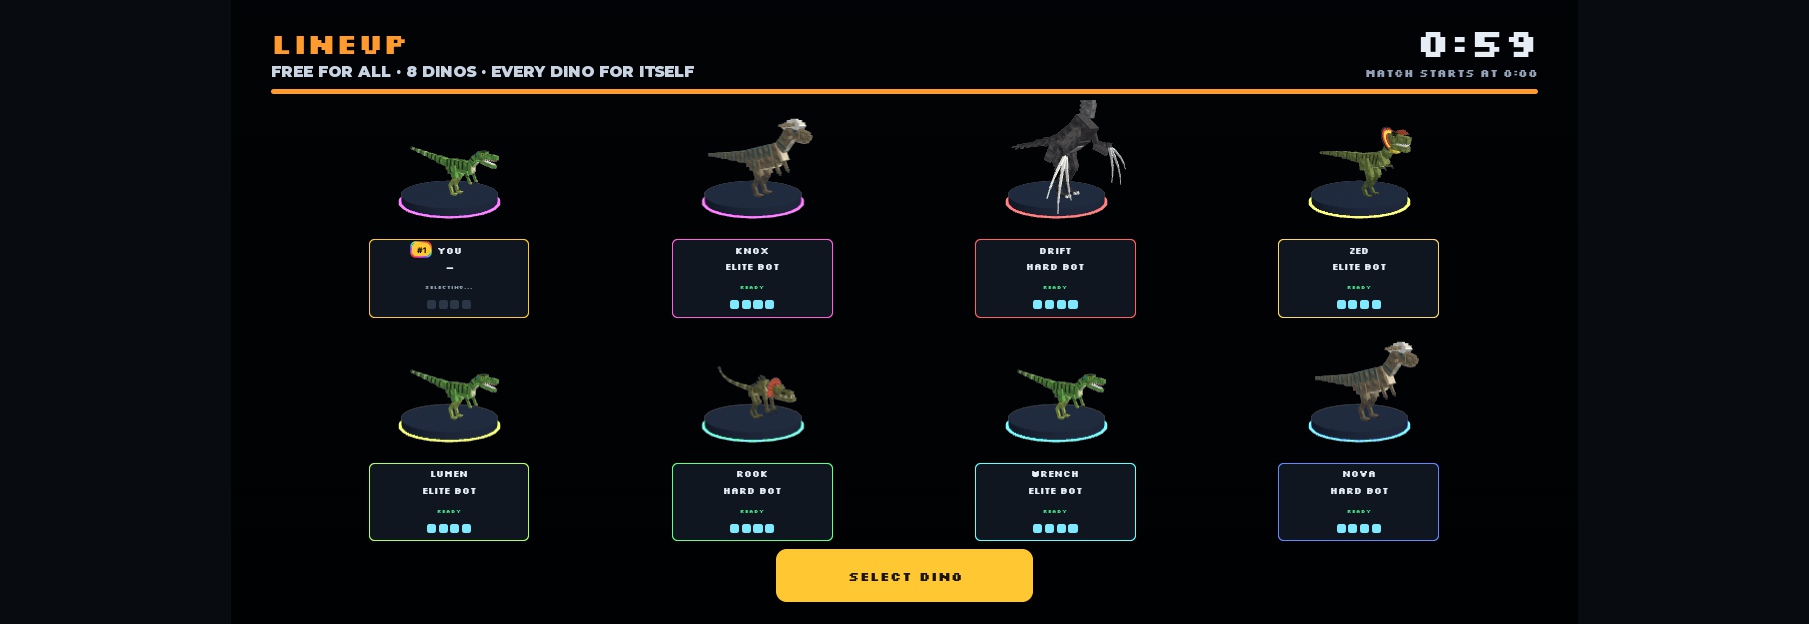 LINEUP
0:59
FREE FOR ALL · 8 DINOS · EVERY DINO FOR ITSELF
MATCH STARTS AT 0:00
#1 YOU
—
SELECTING...
KNOX
ELITE BOT
READY
DRIFT
HARD BOT
READY
ZED
ELITE BOT
READY
LUMEN
ELITE BOT
READY
ROOK
HARD BOT
READY
WRENCH
ELITE BOT
READY
NOVA
HARD BOT
READY
SELECT DINO